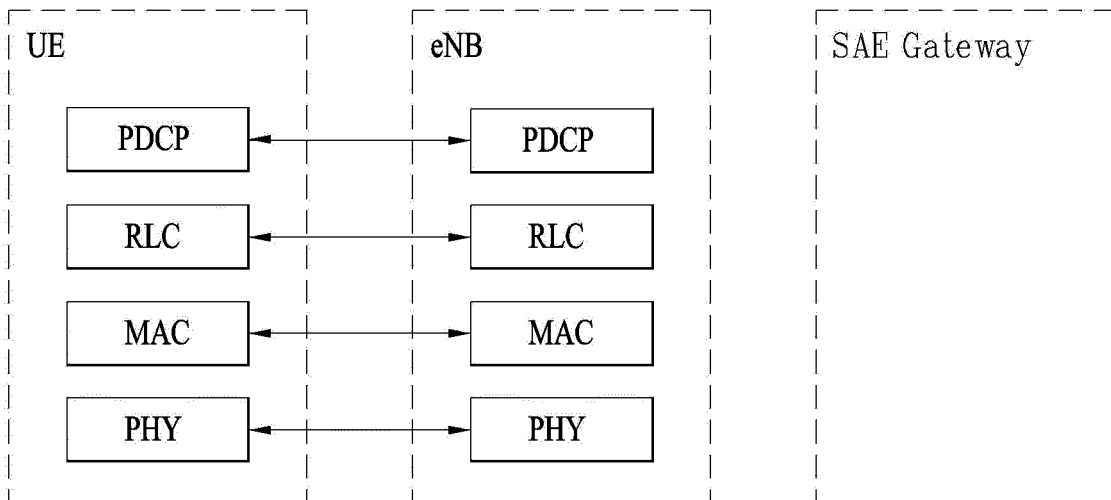 UE eNB SAE Gateway
PDCP PDCP
RLC RLC
MAC MAC
PHY PHY